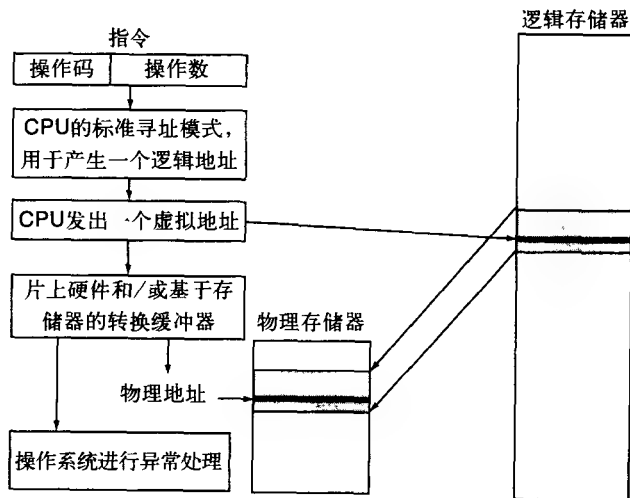 逻辑存储器
指令
操作码 操作数
CPU的标准寻址模式，
用于产生一个逻辑地址
CPU发出一个虚拟地址
片上硬件和/或基于存
储器的转换缓冲器
物理存储器
物理地址
操作系统进行异常处理